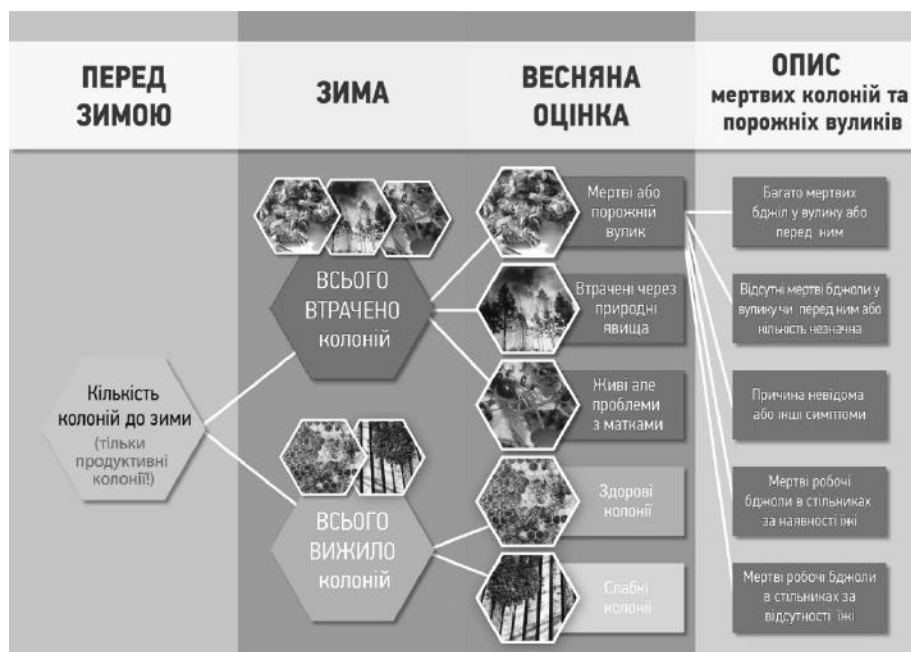 ПЕРЕД
ЗИМОЮ
ЗИМА
ВЕСНЯНА
ОЦІНКА
ОПИС
мертвих колоній та
порожніх вуликів
Кількість
колоній до зими
(тільки
продуктивні
колонії!)
ВСЬОГО
ВТРАЧЕНО
КОЛОНІЙ
ВСЬОГО
ВИЖИЛО
КОЛОНІЙ
Мертві або
порожній
вулик
Втрачені через
природні
явища
Живі але
проблеми
з матками
Здорові
колонії
Слабкі
колонії
Багато мертвих
бджіл у вулику або
перед ним
Відсутні мертві бджоли у
вулику чи перед ним або
кількість незначна
Причина невідома
або інші симптоми
Мертві робочі
бджоли в стільниках
за наявності їжі
Мертві робочі бджоли
в стільниках за
відсутності їжі